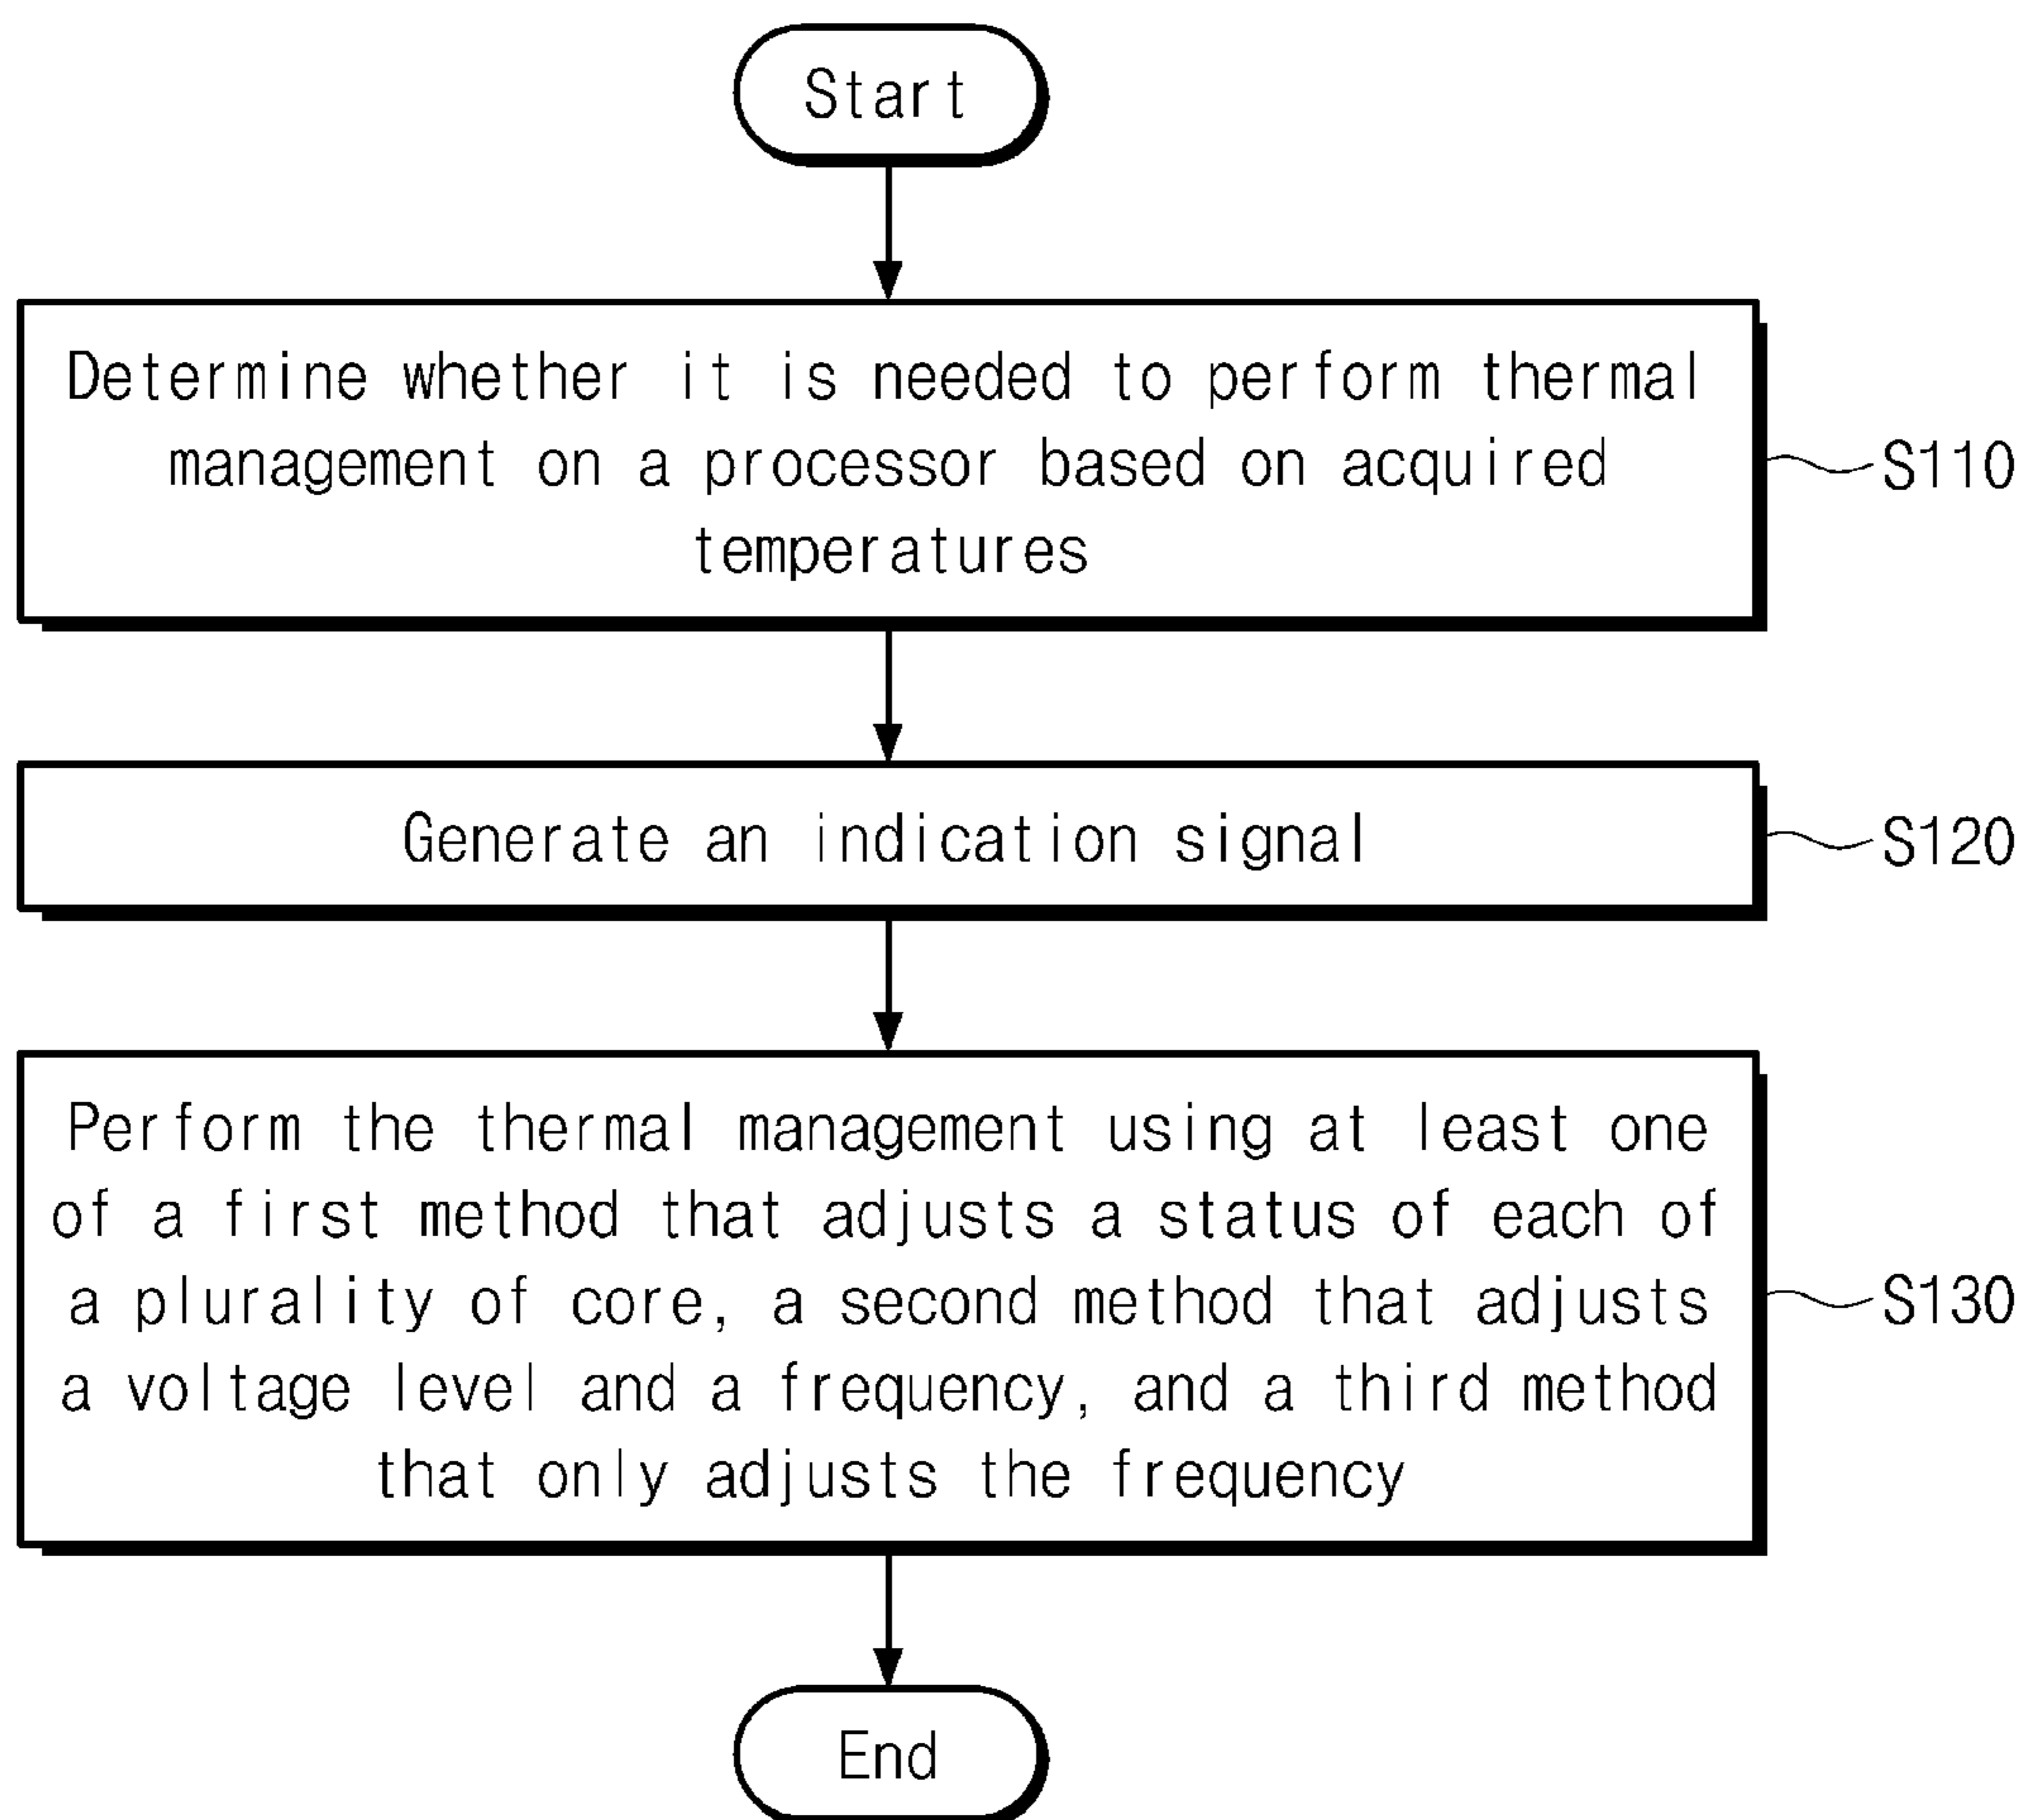 Start
Determine whether it is needed to perform thermal
management on a processor based on acquired
temperatures
S110
Generate an indication signal
S120
Perform the thermal management using at least one
of a first method that adjusts a status of each of
a plurality of core, a second method that adjusts
a voltage level and a frequency, and a third method
that only adjusts the frequency
S130
End